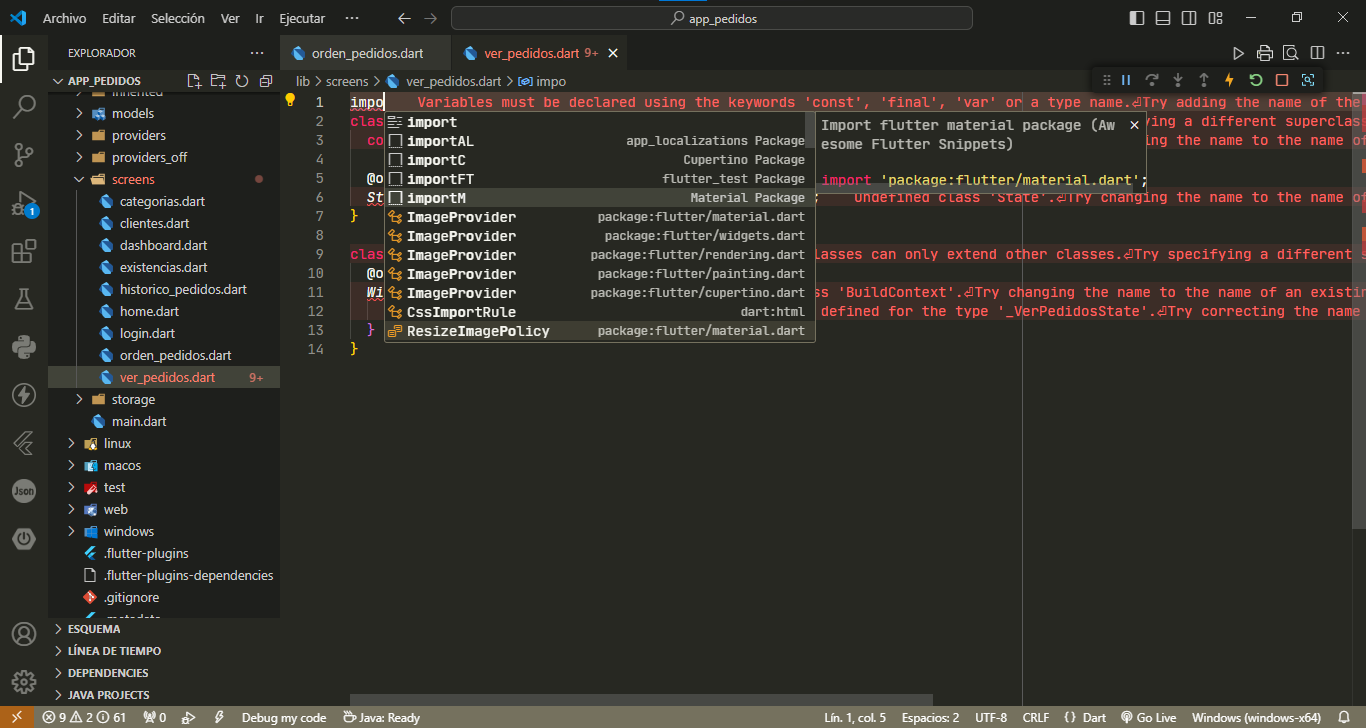 Archivo Editar Selección Ver Ir Ejecutar ··· app_pedidos
EXPLORADOR
orden_pedidos.dart
ver_pedidos.dart 9+
APP_PEDIDOS
inherited
models
providers
providers_off
screens
categorias.dart
clientes.dart
dashboard.dart
existencias.dart
historico_pedidos.dart
home.dart
login.dart
orden_pedidos.dart
ver_pedidos.dart 9+
storage
main.dart
linux
macos
test
web
windows
.flutter-plugins
.flutter-plugins-dependencies
.gitignore
.metadata
ESQUEMA
LÍNEA DE TIEMPO
DEPENDENCIES
JAVA PROJECTS
1
Json
lib > screens > ver_pedidos.dart > impo
1 impo Variables must be declared using the keywords 'const', 'final', 'var' or a type name.⏎Try adding the name of the
2 clas ying a different superclass
3 co ing the name to the name of
4
5 @o
6 St ; Undefined class 'State'.⏎Try changing the name to the name of
7 }
8
9 clas lasses can only extend other classes.⏎Try specifying a different s
10 @o
11 Wi ss 'BuildContext'.⏎Try changing the name to the name of an existin
12 defined for the type '_VerPedidosState'.⏎Try correcting the name
13 }
14 }
import
importAL app_localizations Package
importC Cupertino Package
importFT flutter_test Package
importM Material Package
ImageProvider package:flutter/material.dart
ImageProvider package:flutter/widgets.dart
ImageProvider package:flutter/rendering.dart
ImageProvider package:flutter/painting.dart
ImageProvider package:flutter/cupertino.dart
CssImportRule dart:html
ResizeImagePolicy package:flutter/material.dart
Import flutter material package (Aw
esome Flutter Snippets)
import 'package:flutter/material.dart';
9 2 61 0 Debug my code Java: Ready Lín. 1, col. 5 Espacios: 2 UTF-8 CRLF {} Dart Go Live Windows (windows-x64)